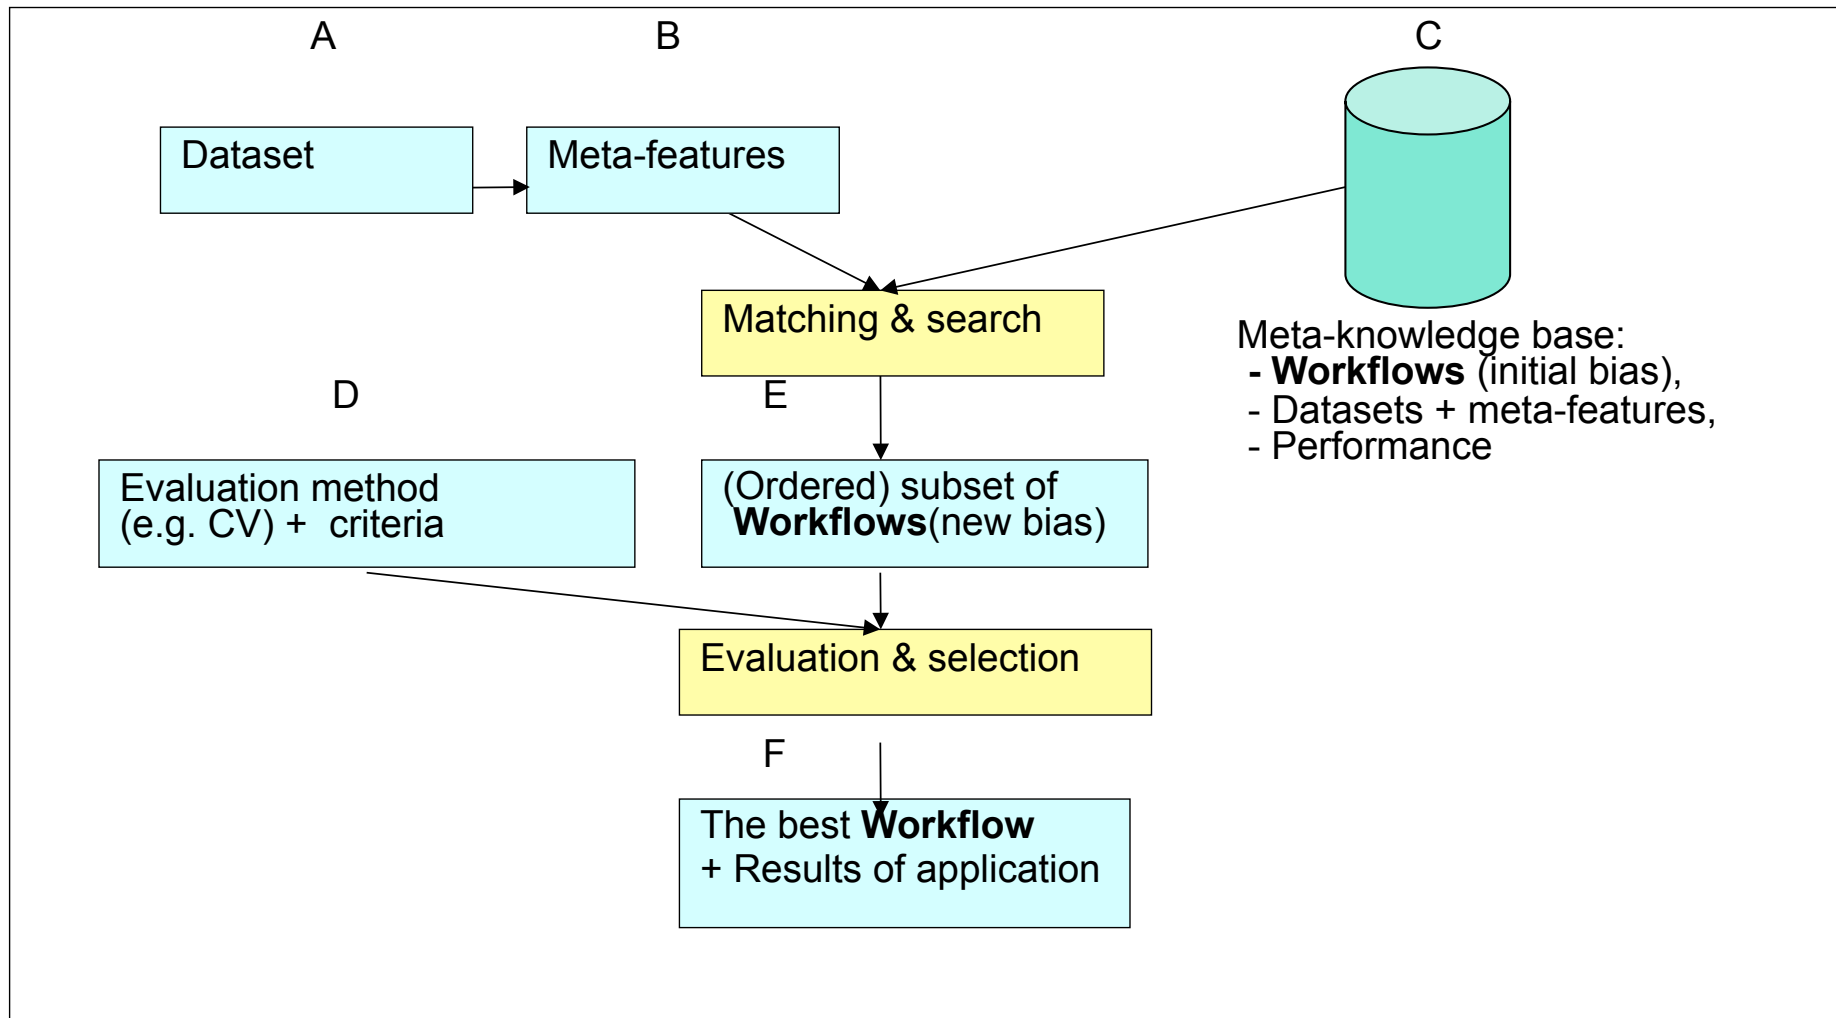 A
B
C
Dataset
Meta-features
Matching & search
Meta-knowledge base:
- Workflows (initial bias),
- Datasets + meta-features,
- Performance
D
E
Evaluation method
(e.g. CV) + criteria
(Ordered) subset of
Workflows(new bias)
Evaluation & selection
F
The best Workflow
+ Results of application